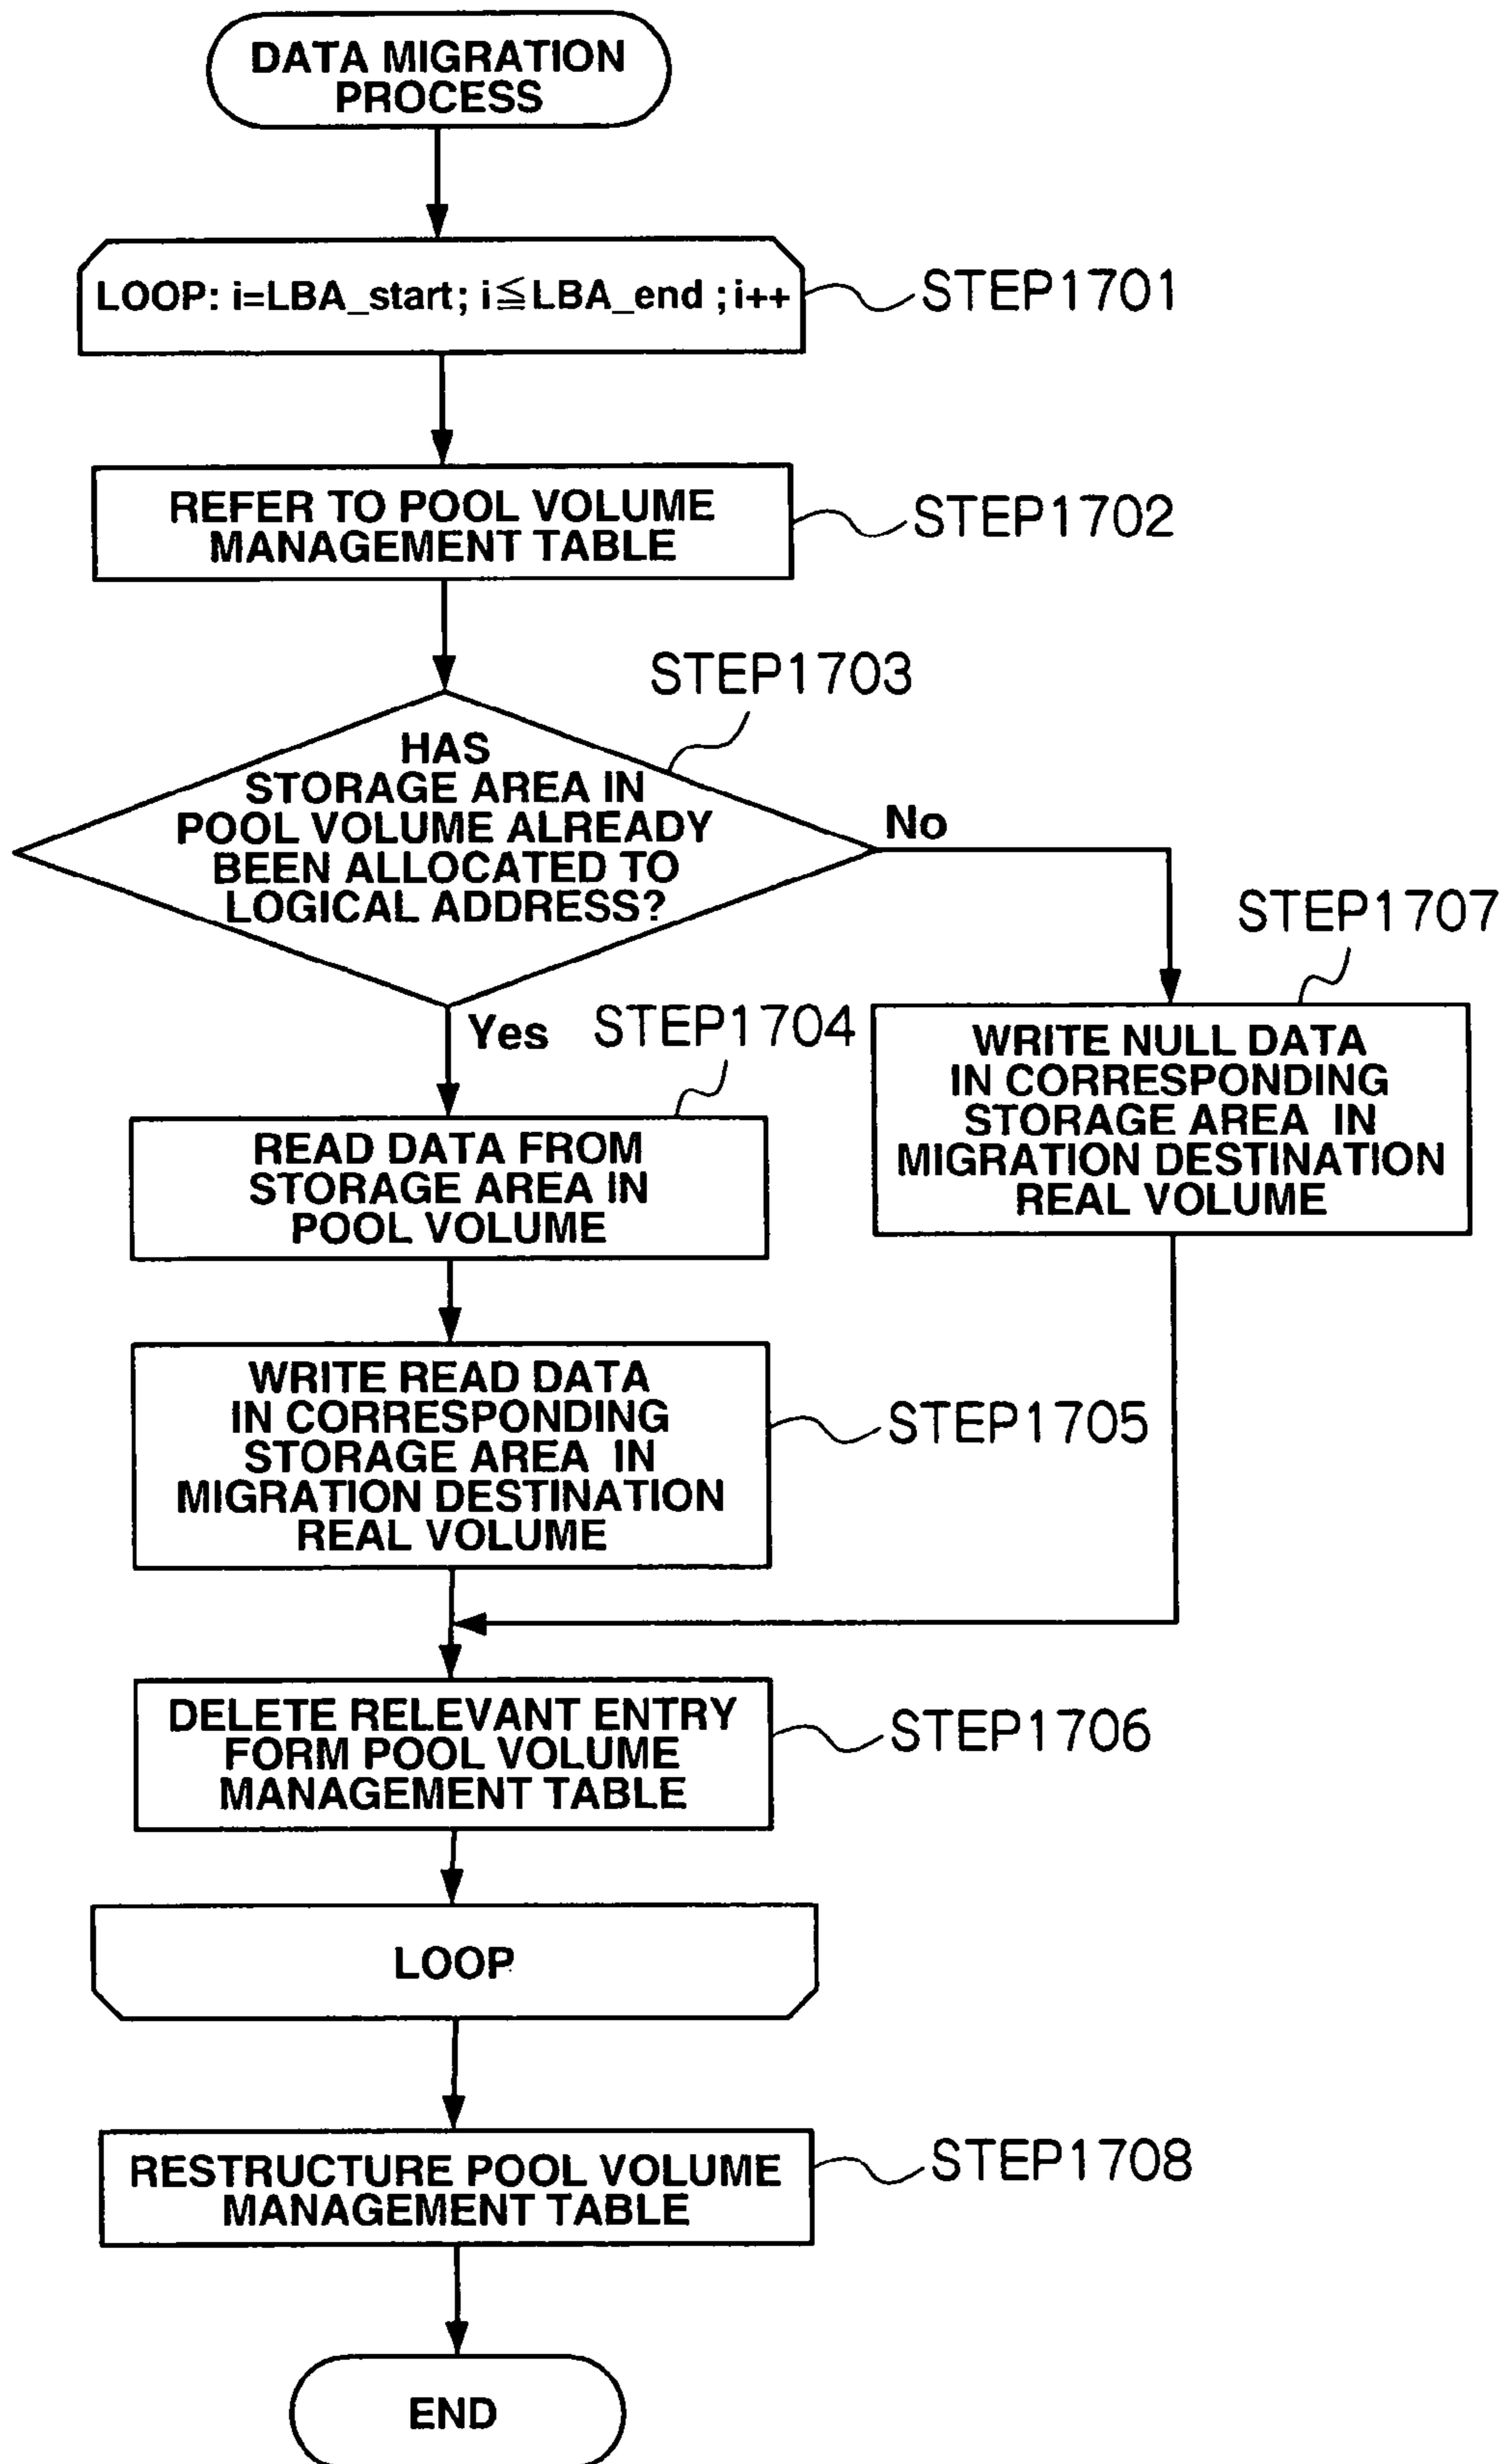 DATA MIGRATION
PROCESS
LOOP: i=LBA_start; i≦LBA_end ;i++
STEP1701
REFER TO POOL VOLUME
MANAGEMENT TABLE
STEP1702
STEP1703
HAS
STORAGE AREA IN
POOL VOLUME ALREADY
BEEN ALLOCATED TO
LOGICAL ADDRESS?
No
Yes
STEP1704
READ DATA FROM
STORAGE AREA IN
POOL VOLUME
STEP1707
WRITE NULL DATA
IN CORRESPONDING
STORAGE AREA IN
MIGRATION DESTINATION
REAL VOLUME
WRITE READ DATA
IN CORRESPONDING
STORAGE AREA IN
MIGRATION DESTINATION
REAL VOLUME
STEP1705
DELETE RELEVANT ENTRY
FORM POOL VOLUME
MANAGEMENT TABLE
STEP1706
LOOP
RESTRUCTURE POOL VOLUME
MANAGEMENT TABLE
STEP1708
END